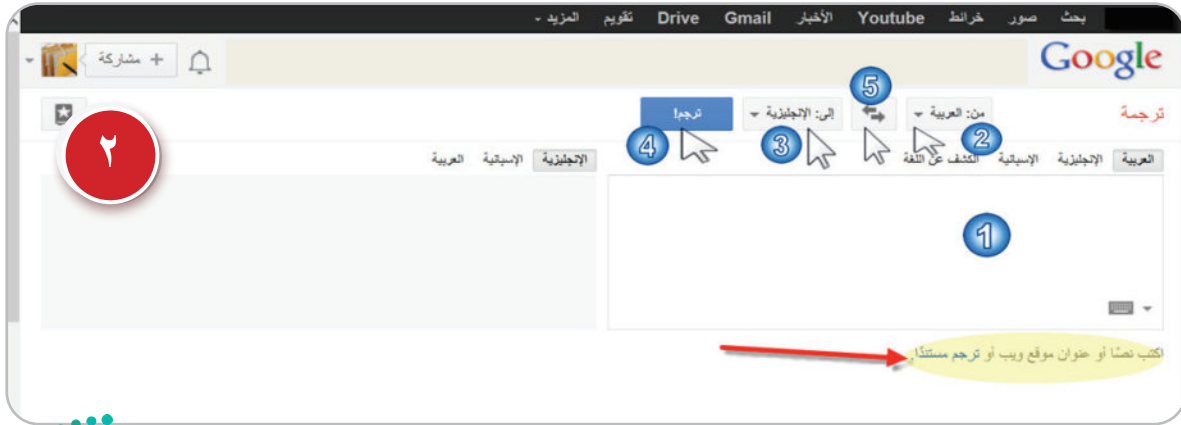 بحث صور خرائط Youtube الأخبار Gmail Drive تقويم المزيد
Google
+ مشاركة
ترجمة
من: العربية
5
إلى: الإنجليزية
ترجم!
2
3
4
٢
العربية الإنجليزية الإسبانية الكشف عن اللغة
الإنجليزية الإسبانية العربية
1
اكتب نصًا أو عنوان موقع ويب أو ترجم مستندًا.